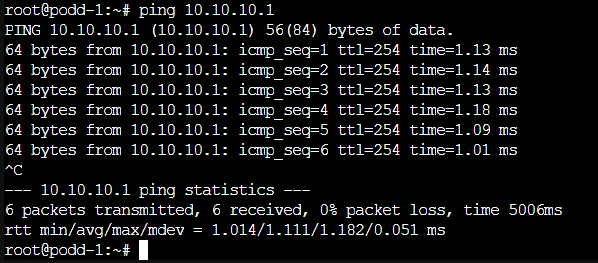 root@podd-1:~# ping 10.10.10.1
PING 10.10.10.1 (10.10.10.1) 56(84) bytes of data.
64 bytes from 10.10.10.1: icmp_seq=1 ttl=254 time=1.13 ms
64 bytes from 10.10.10.1: icmp_seq=2 ttl=254 time=1.14 ms
64 bytes from 10.10.10.1: icmp_seq=3 ttl=254 time=1.13 ms
64 bytes from 10.10.10.1: icmp_seq=4 ttl=254 time=1.18 ms
64 bytes from 10.10.10.1: icmp_seq=5 ttl=254 time=1.09 ms
64 bytes from 10.10.10.1: icmp_seq=6 ttl=254 time=1.01 ms
^C
--- 10.10.10.1 ping statistics ---
6 packets transmitted, 6 received, 0% packet loss, time 5006ms
rtt min/avg/max/mdev = 1.014/1.111/1.182/0.051 ms
root@podd-1:~#